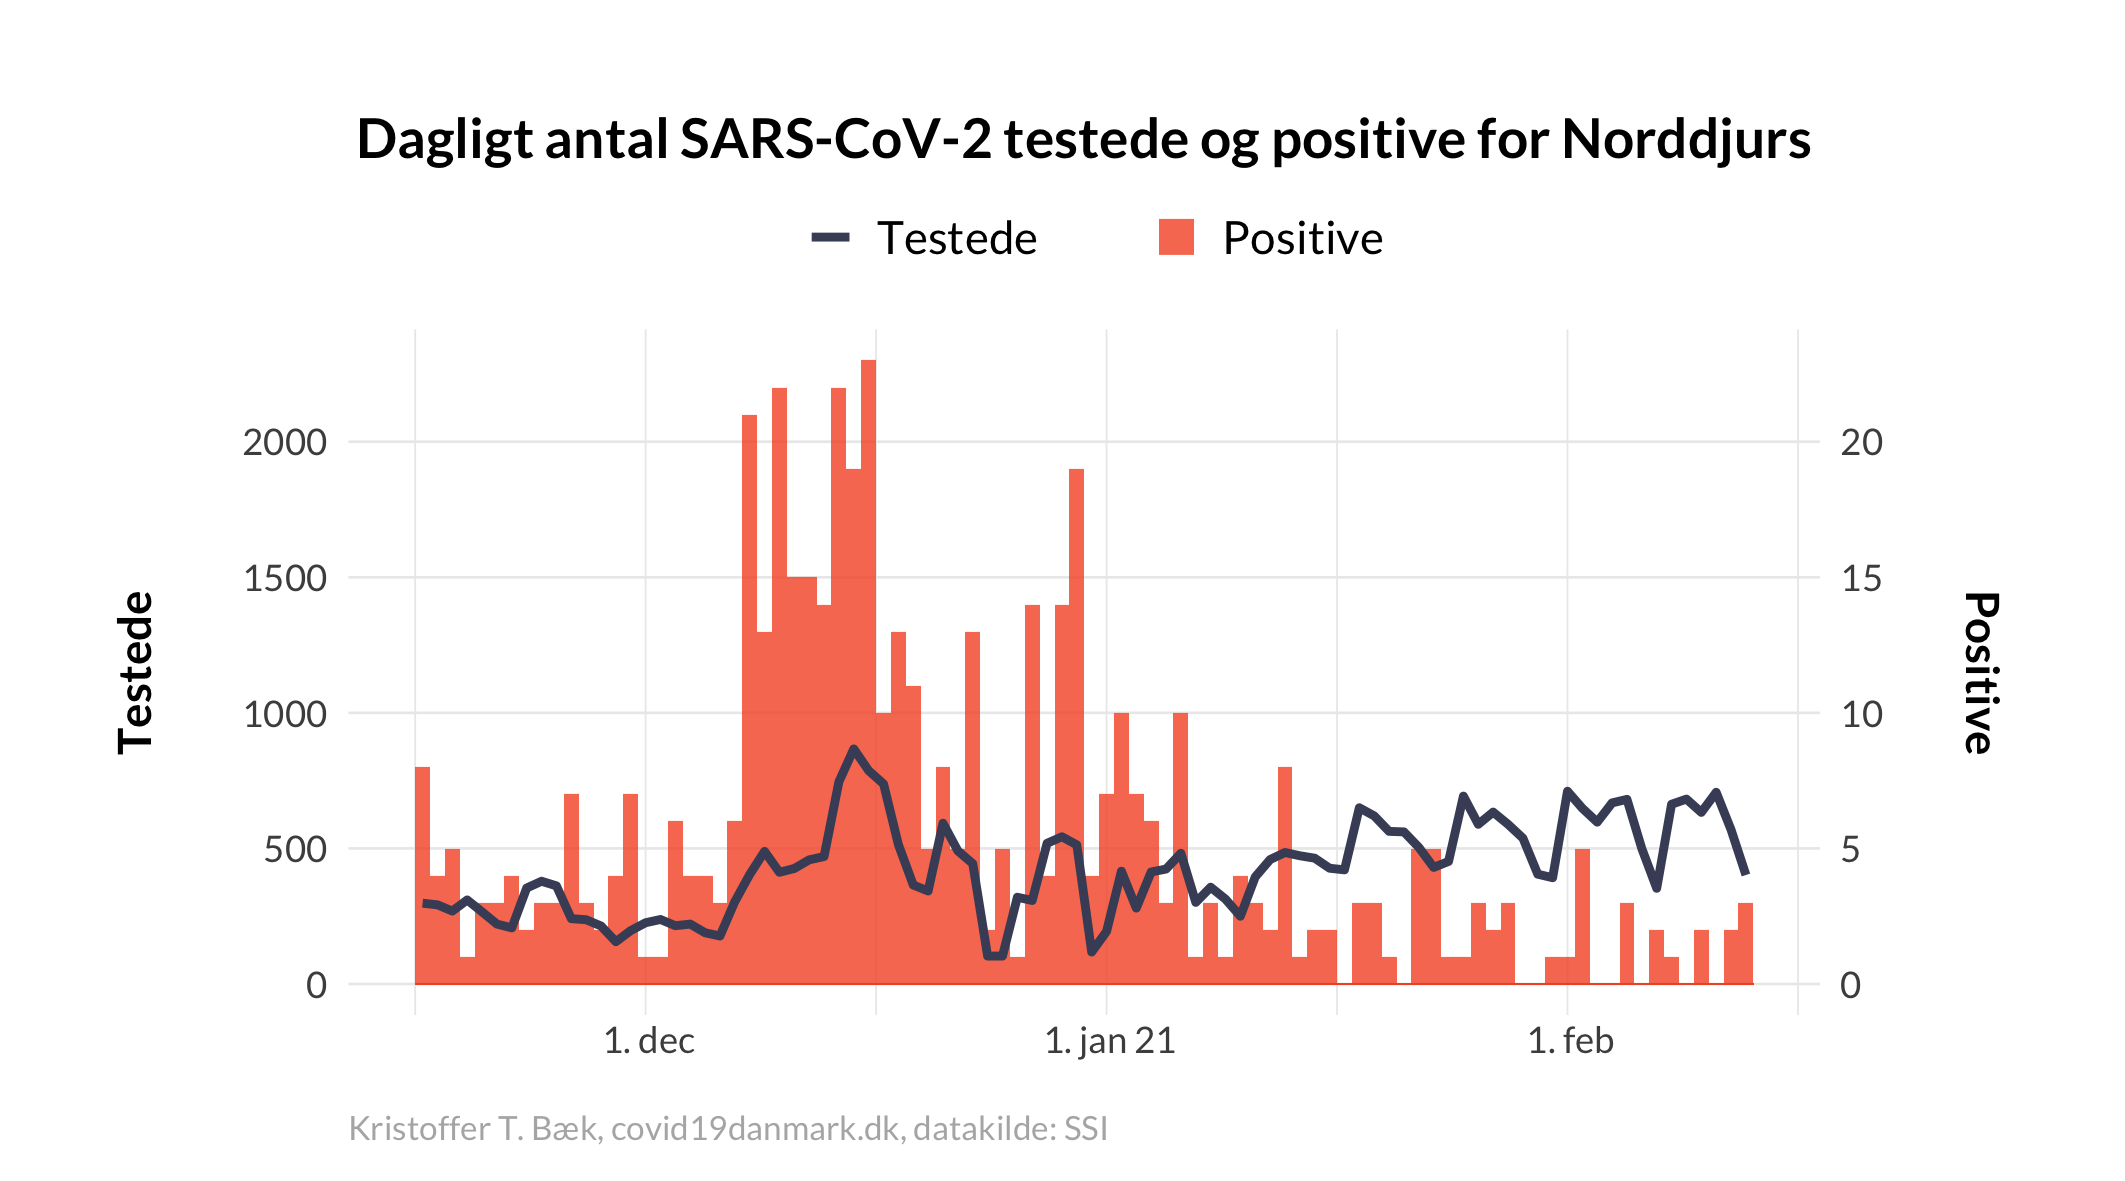 Dagligt antal SARS-CoV-2 testede og positive for Norddjurs
Testede
Positive
2000
1500
1000
500
0
Testede
20
15
10
5
0
Positive
1. dec
1. jan 21
1. feb
Kristoffer T. Bæk, covid19danmark.dk, datakilde: SSI